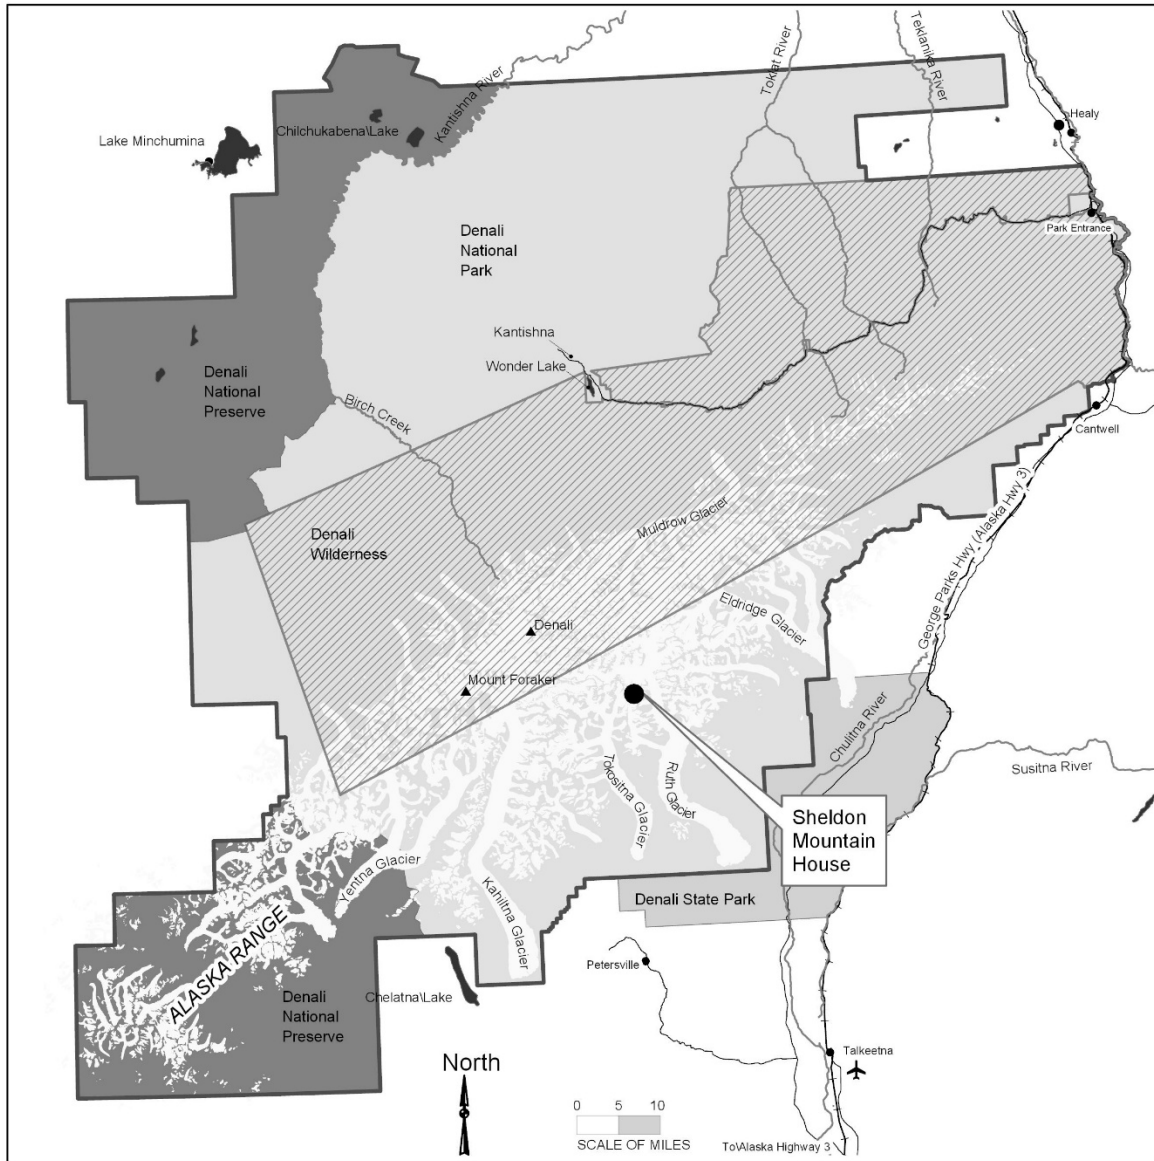 Kantishna River
Toklat River
Teklanika River
Healy
Lake Minchumina
Chilchukabena\Lake
Park Entrance
Denali
National
Park
Kantishna
Wonder Lake
Denali
National
Preserve
Birch Creek
Cantwell
Muldrow Glacier
Denali
Wilderness
George Parks Hwy (Alaska Hwy 3)
Eldridge Glacier
Denali
Mount Foraker
Chulitna River
Susitna River
Tokositna Glacier
Ruth Glacier
Sheldon
Mountain
House
Yentna Glacier
Kahiltna Glacier
Denali State Park
ALASKA RANGE
Petersville
Chelatna\Lake
Denali
National
Preserve
Talkeetna
North
0 5 10
SCALE OF MILES
To\Alaska Highway 3